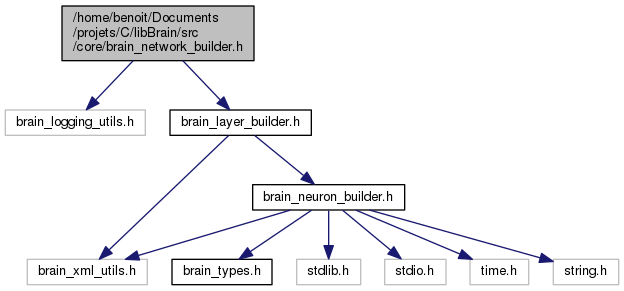 /home/benoit/Documents
/projets/C/libBrain/src
/core/brain_network_builder.h
brain_logging_utils.h
brain_layer_builder.h
brain_neuron_builder.h
brain_xml_utils.h
brain_types.h
stdlib.h
stdio.h
time.h
string.h